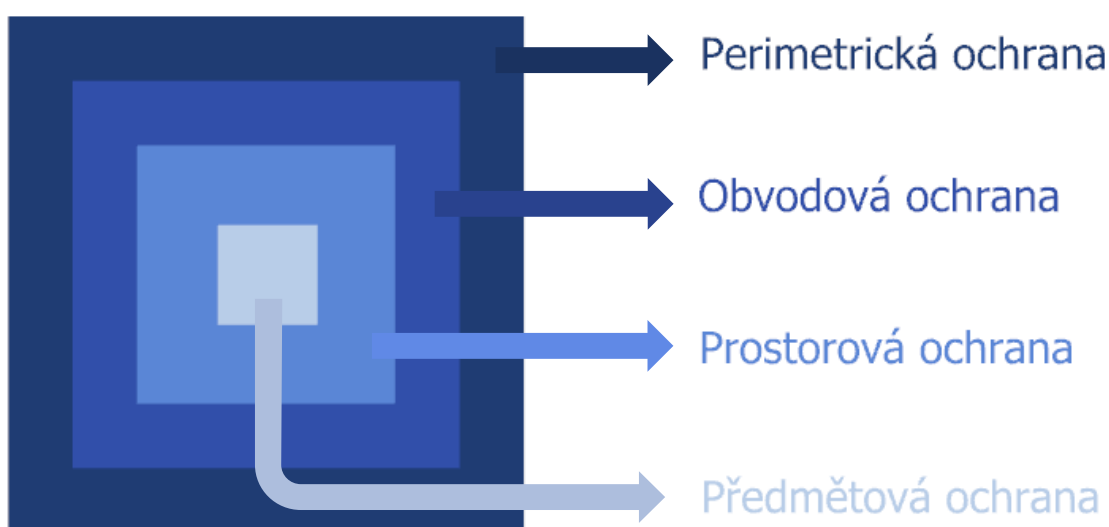 Perimetrická ochrana
Obvodová ochrana
Prostorová ochrana
Předmětová ochrana